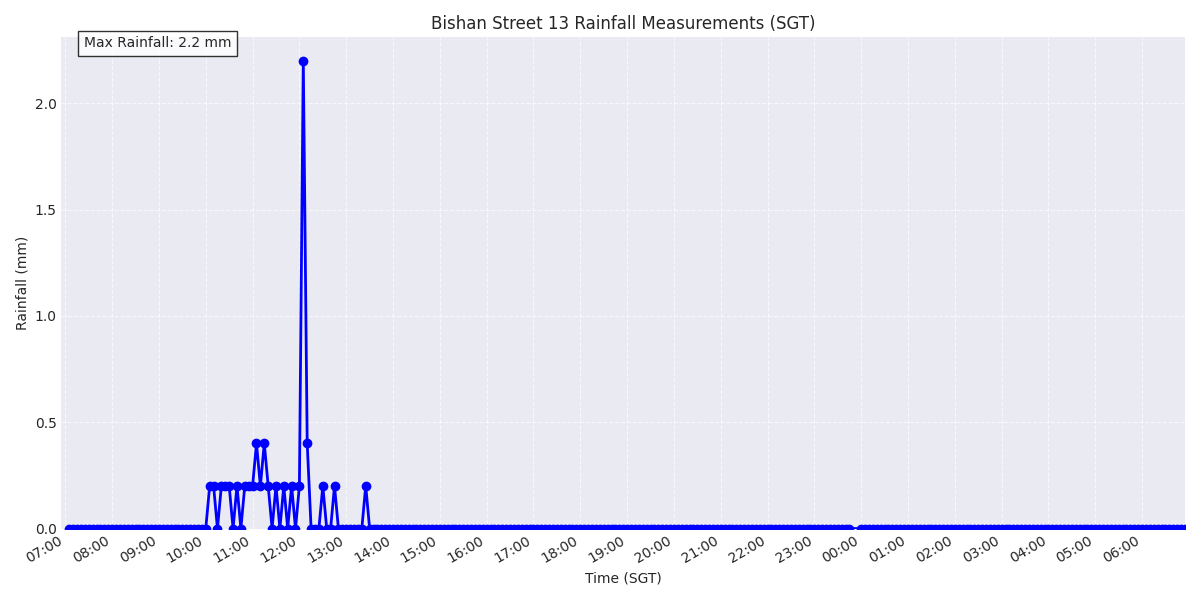 Bishan Street 13 Rainfall Measurements (SGT)
Max Rainfall: 2.2 mm
Rainfall (mm)
2.0
1.5
1.0
0.5
0.0
07:00 08:00 09:00 10:00 11:00 12:00 13:00 14:00 15:00 16:00 17:00 18:00 19:00 20:00 21:00 22:00 23:00 00:00 01:00 02:00 03:00 04:00 05:00 06:00
Time (SGT)